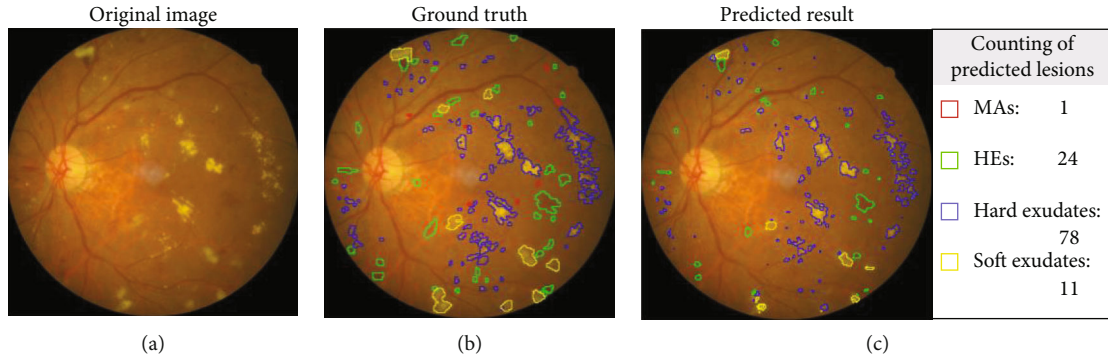 Original image
Ground truth
Predicted result
Counting of
predicted lesions
MAs: 1
HEs: 24
Hard exudates:
78
Soft exudates:
11
(a)
(b)
(c)